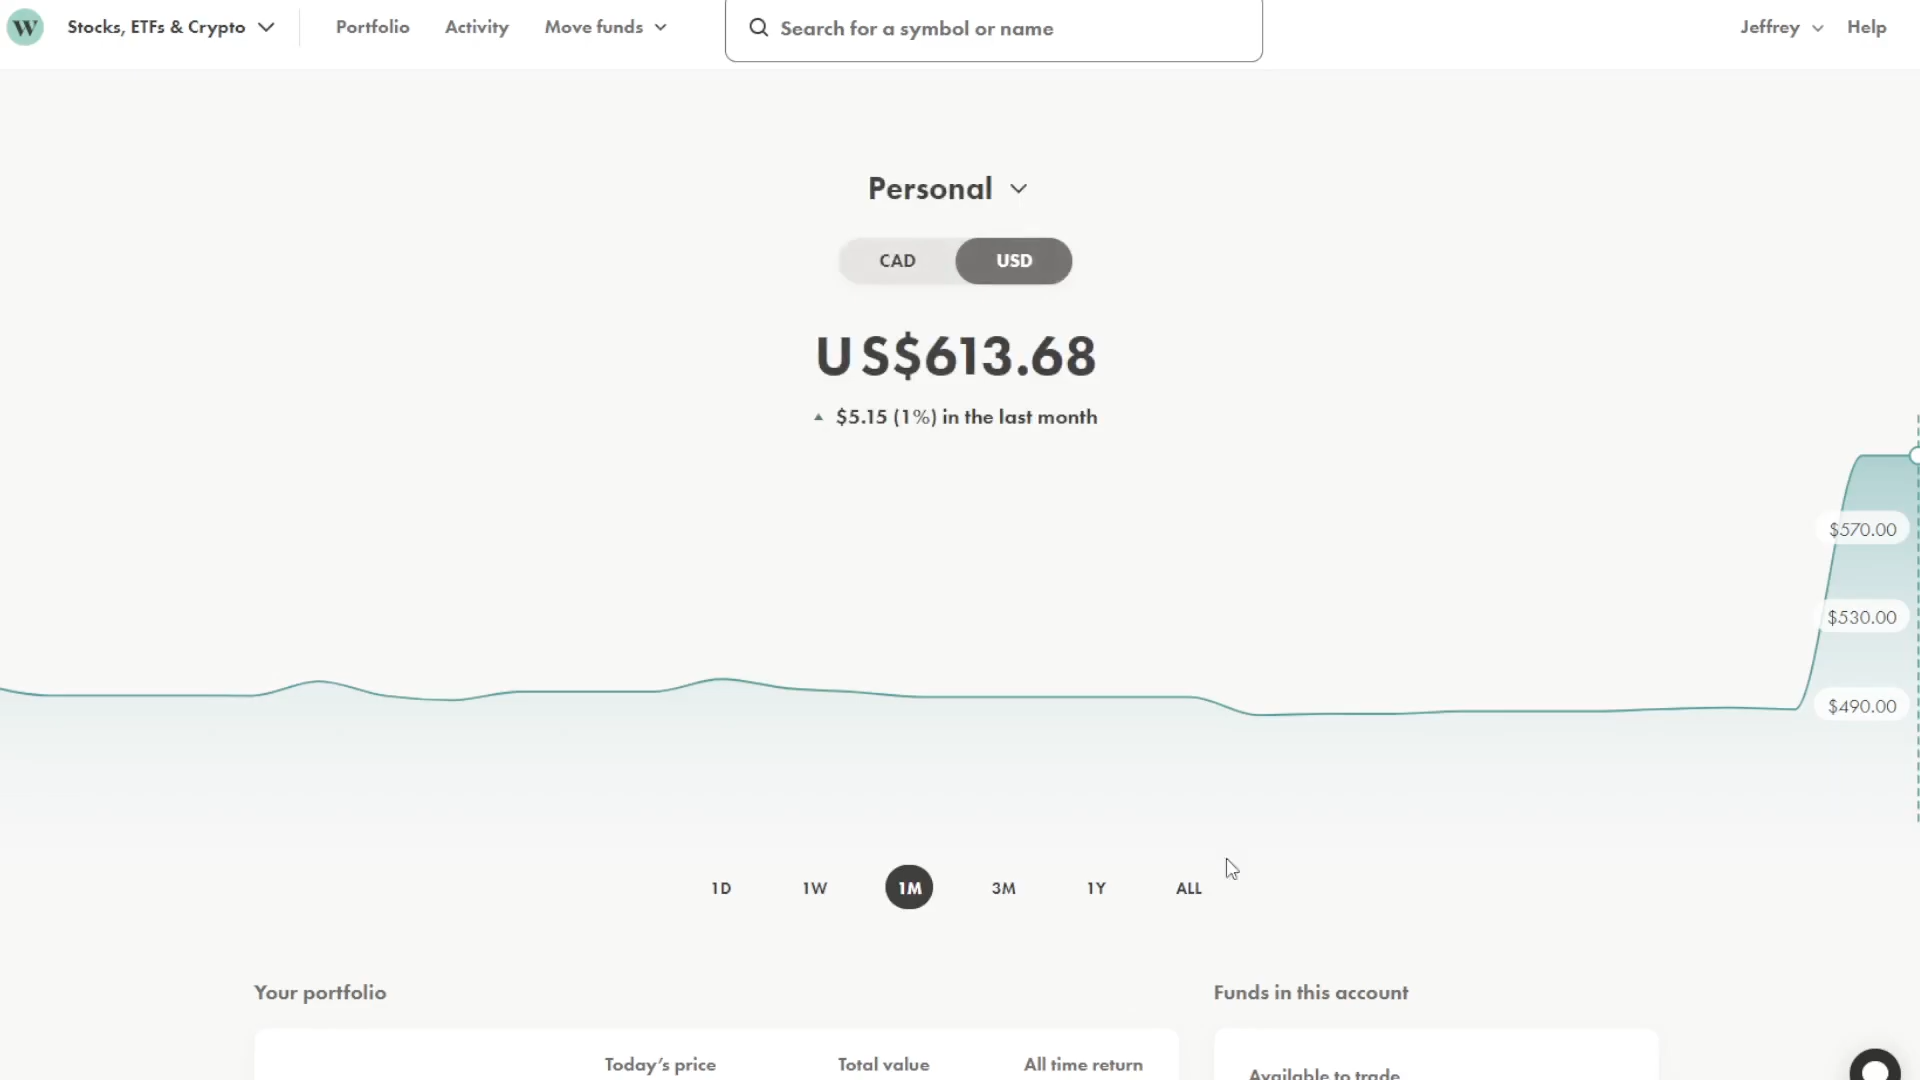 W Stocks, ETFs & Crypto Portfolio Activity Move funds Search for a symbol or name Jeffrey Help
Personal
CAD USD
US$613.68
$5.15 (1%) in the last month
$570.00
$530.00
$490.00
1D 1W 1M 3M 1Y ALL
Your portfolio Funds in this account
Today's price Total value All time return
Available to trade